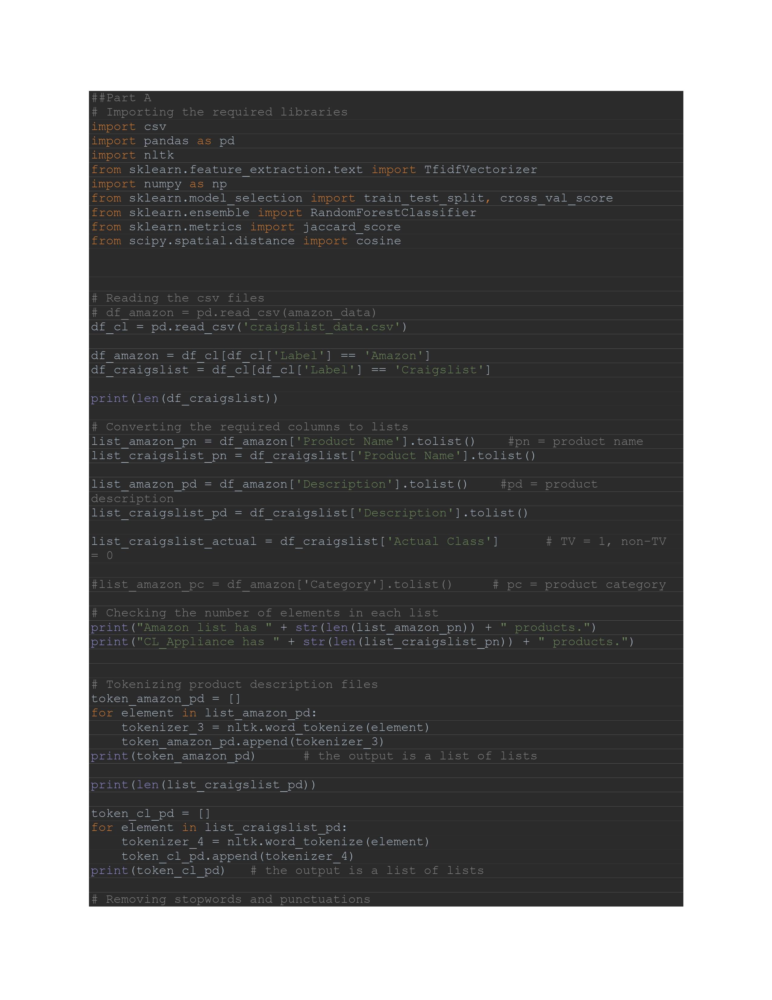 ##Part A
# Importing the required libraries
import csv
import pandas as pd
import nltk
from sklearn.feature_extraction.text import TfidfVectorizer
import numpy as np
from sklearn.model_selection import train_test_split, cross_val_score
from sklearn.ensemble import RandomForestClassifier
from sklearn.metrics import jaccard_score
from scipy.spatial.distance import cosine
# Reading the csv files
# df_amazon = pd.read_csv(amazon_data)
df_cl = pd.read_csv('craigslist_data.csv')
df_amazon = df_cl[df_cl['Label'] == 'Amazon']
df_craigslist = df_cl[df_cl['Label'] == 'Craigslist']
print(len(df_craigslist))
# Converting the required columns to lists
list_amazon_pn = df_amazon['Product Name'].tolist()    #pn = product name
list_craigslist_pn = df_craigslist['Product Name'].tolist()
list_amazon_pd = df_amazon['Description'].tolist()    #pd = product
description
list_craigslist_pd = df_craigslist['Description'].tolist()
list_craigslist_actual = df_craigslist['Actual Class']      # TV = 1, non-TV
= 0
#list_amazon_pc = df_amazon['Category'].tolist()     # pc = product category
# Checking the number of elements in each list
print("Amazon list has " + str(len(list_amazon_pn)) + " products.")
print("CL_Appliance has " + str(len(list_craigslist_pn)) + " products.")
# Tokenizing product description files
token_amazon_pd = []
for element in list_amazon_pd:
    tokenizer_3 = nltk.word_tokenize(element)
    token_amazon_pd.append(tokenizer_3)
print(token_amazon_pd)      # the output is a list of lists
print(len(list_craigslist_pd))
token_cl_pd = []
for element in list_craigslist_pd:
    tokenizer_4 = nltk.word_tokenize(element)
    token_cl_pd.append(tokenizer_4)
print(token_cl_pd)   # the output is a list of lists
# Removing stopwords and punctuations